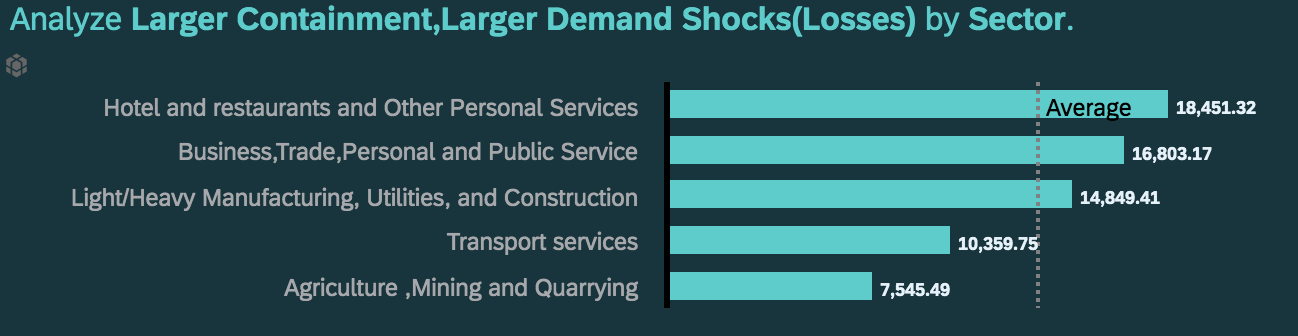 Analyze Larger Containment,Larger Demand Shocks(Losses) by Sector.
Hotel and restaurants and Other Personal Services
Average
18,451.32
Business,Trade,Personal and Public Service
16,803.17
Light/Heavy Manufacturing, Utilities, and Construction
14,849.41
Transport services
10,359.75
Agriculture ,Mining and Quarrying
7,545.49